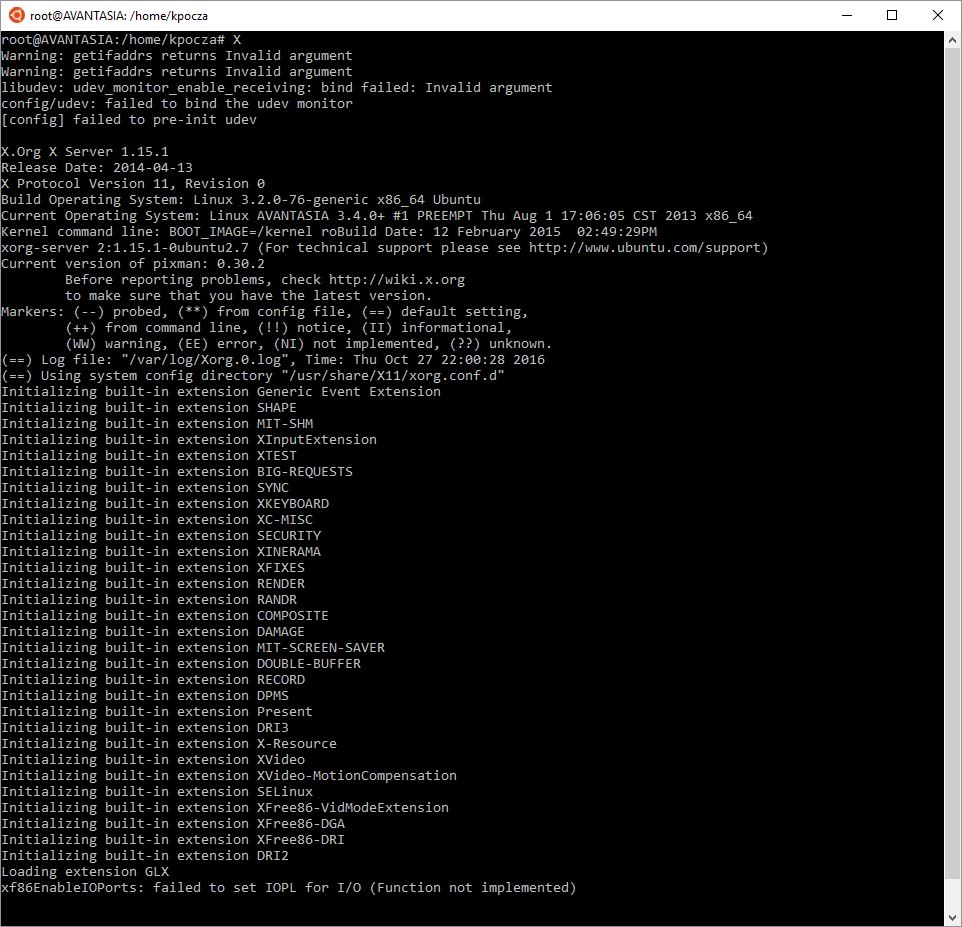 root@AVANTASIA: /home/kpocza
root@AVANTASIA:/home/kpocza# X
Warning: getifaddrs returns Invalid argument
Warning: getifaddrs returns Invalid argument
libudev: udev_monitor_enable_receiving: bind failed: Invalid argument
config/udev: failed to bind the udev monitor
[config] failed to pre-init udev
X.Org X Server 1.15.1
Release Date: 2014-04-13
X Protocol Version 11, Revision 0
Build Operating System: Linux 3.2.0-76-generic x86_64 Ubuntu
Current Operating System: Linux AVANTASIA 3.4.0+ #1 PREEMPT Thu Aug 1 17:06:05 CST 2013 x86_64
Kernel command line: BOOT_IMAGE=/kernel roBuild Date: 12 February 2015  02:49:29PM
xorg-server 2:1.15.1-0ubuntu2.7 (For technical support please see http://www.ubuntu.com/support)
Current version of pixman: 0.30.2
        Before reporting problems, check http://wiki.x.org
        to make sure that you have the latest version.
Markers: (--) probed, (**) from config file, (==) default setting,
        (++) from command line, (!!) notice, (II) informational,
        (WW) warning, (EE) error, (NI) not implemented, (??) unknown.
(==) Log file: "/var/log/Xorg.0.log", Time: Thu Oct 27 22:00:28 2016
(==) Using system config directory "/usr/share/X11/xorg.conf.d"
Initializing built-in extension Generic Event Extension
Initializing built-in extension SHAPE
Initializing built-in extension MIT-SHM
Initializing built-in extension XInputExtension
Initializing built-in extension XTEST
Initializing built-in extension BIG-REQUESTS
Initializing built-in extension SYNC
Initializing built-in extension XKEYBOARD
Initializing built-in extension XC-MISC
Initializing built-in extension SECURITY
Initializing built-in extension XINERAMA
Initializing built-in extension XFIXES
Initializing built-in extension RENDER
Initializing built-in extension RANDR
Initializing built-in extension COMPOSITE
Initializing built-in extension DAMAGE
Initializing built-in extension MIT-SCREEN-SAVER
Initializing built-in extension DOUBLE-BUFFER
Initializing built-in extension RECORD
Initializing built-in extension DPMS
Initializing built-in extension Present
Initializing built-in extension DRI3
Initializing built-in extension X-Resource
Initializing built-in extension XVideo
Initializing built-in extension XVideo-MotionCompensation
Initializing built-in extension SELinux
Initializing built-in extension XFree86-VidModeExtension
Initializing built-in extension XFree86-DGA
Initializing built-in extension XFree86-DRI
Initializing built-in extension DRI2
Loading extension GLX
xf86EnableIOPorts: failed to set IOPL for I/O (Function not implemented)